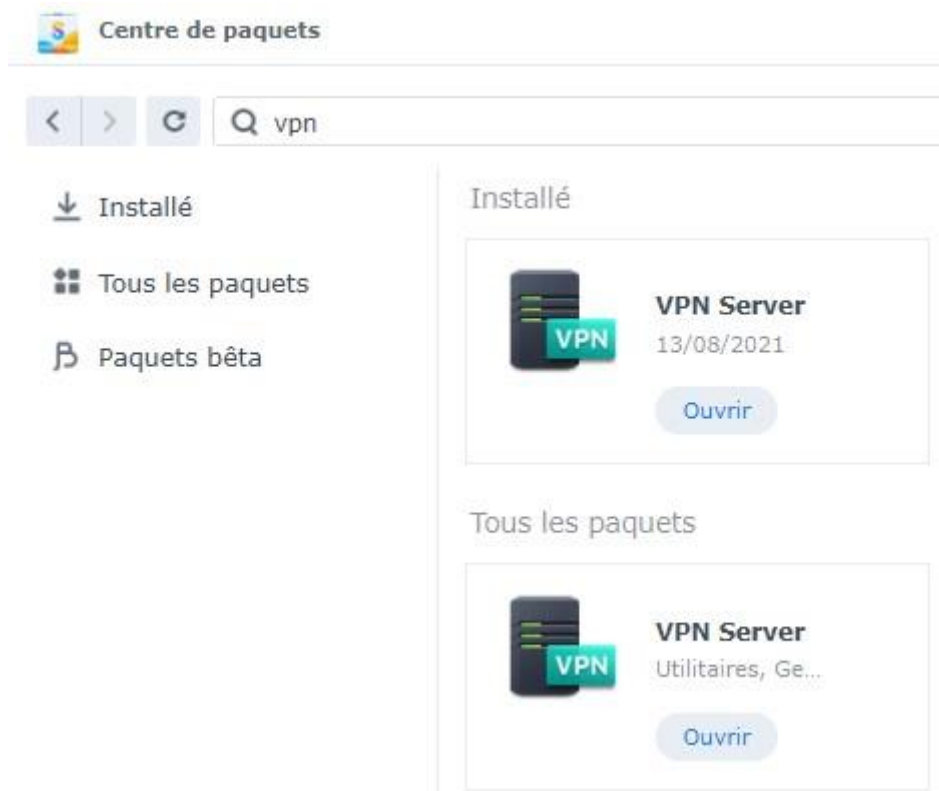 Centre de paquets
vpn
Installé
Tous les paquets
Paquets bêta
Installé
VPN
VPN Server
13/08/2021
Ouvrir
Tous les paquets
VPN
VPN Server
Utilitaires, Ge...
Ouvrir